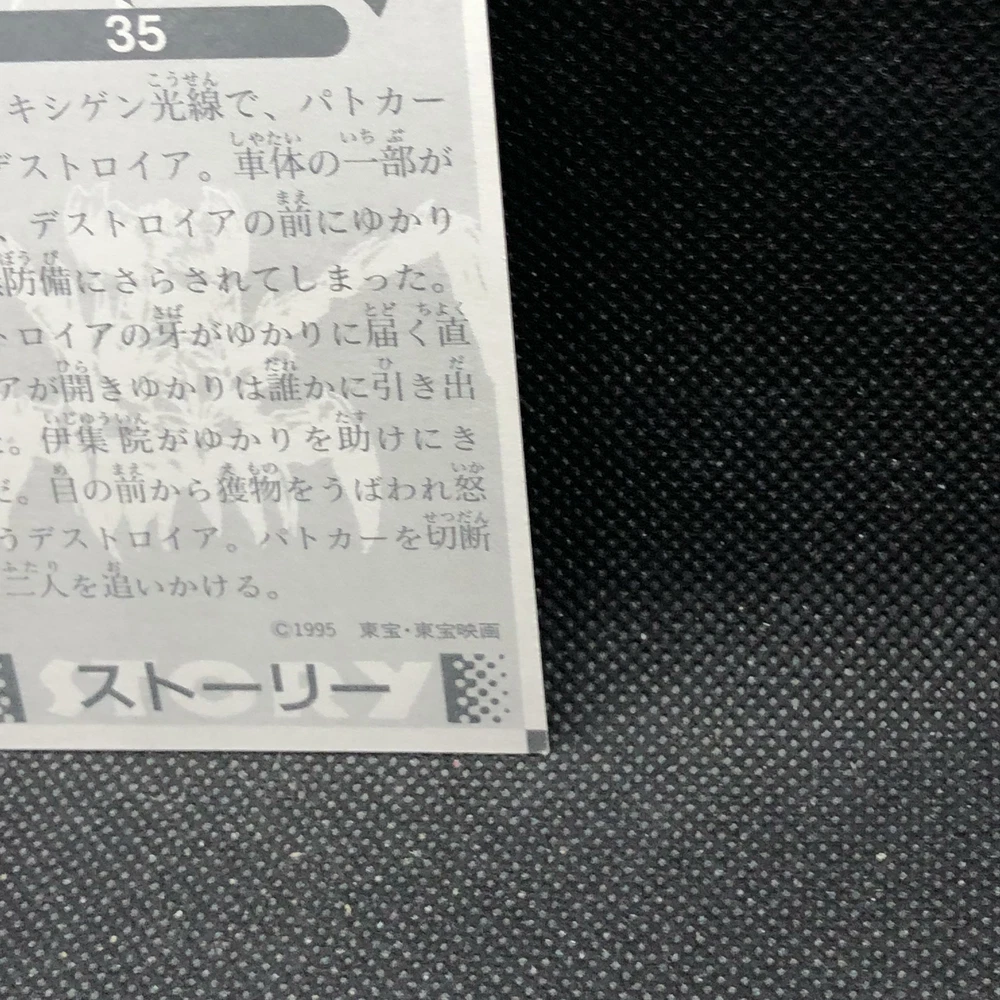 35
キシゲン光線で、パトカー
デストロイア。車体の一部が
、デストロイアの前にゆかり
防備にさらされてしまった。
トロイアの牙がゆかりに届く直
アが開きゆかりは誰かに引き出
。伊集院がゆかりを助けにき
だ。目の前から獲物をうばわれ怒
うデストロイア。パトカーを切断
二人を追いかける。
©1995 東宝・東宝映画
ストーリー